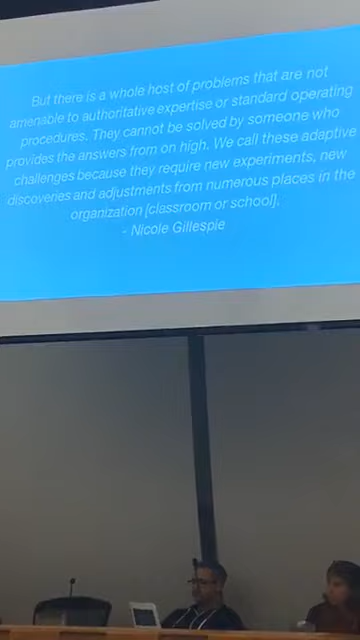 But there is a whole host of problems that are not
amenable to authoritative expertise or standard operating
procedures. They cannot be solved by someone who
provides the answers from on high. We call these adaptive
challenges because they require new experiments, new
discoveries and adjustments from numerous places in the
organization [classroom or school].
- Nicole Gillespie